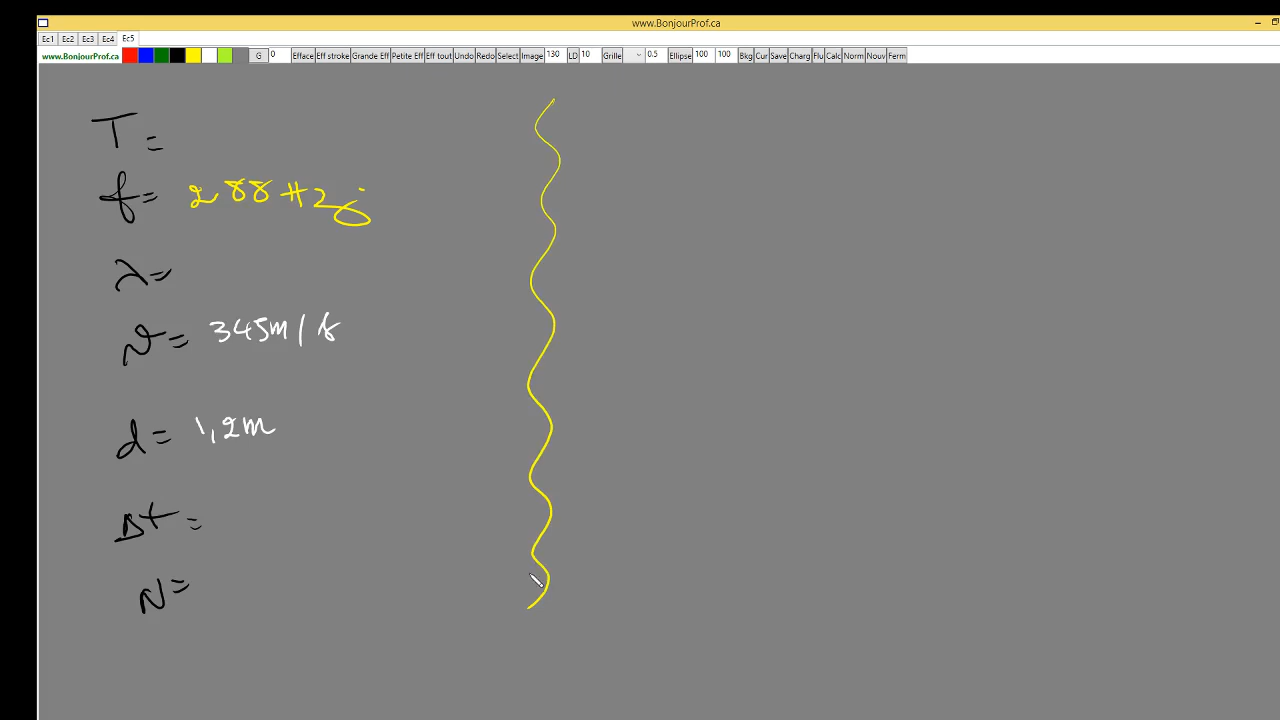 www.BonjourProf.ca
Ec1 Ec2 Ec3 Ec4 Ec5
www.BonjourProf.ca G 0 Efface Eff stroke Grande Eff Petite Eff Eff tout Undo Redo Select Image 130 LD 10 Grille 0.5 Ellipse 100 100 Bkg Cur Save Charg Flu Calc Norm Nouv Ferm
T =
f = 288 Hz
λ =
v = 345m/s
d = 1,2m
Δt =
N =